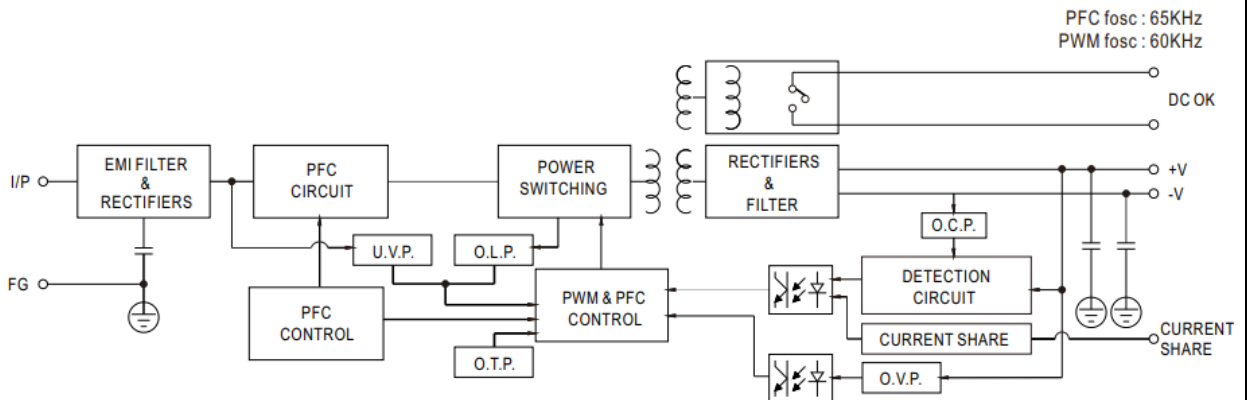 PFC fosc : 65KHz
PWM fosc : 60KHz
DC OK
I/P
EMI FILTER
&
RECTIFIERS
PFC
CIRCUIT
POWER
SWITCHING
RECTIFIERS
&
FILTER
+V
-V
O.C.P.
U.V.P.
O.L.P.
FG
DETECTION
CIRCUIT
PFC
CONTROL
PWM & PFC
CONTROL
CURRENT SHARE
CURRENT
SHARE
O.T.P.
O.V.P.